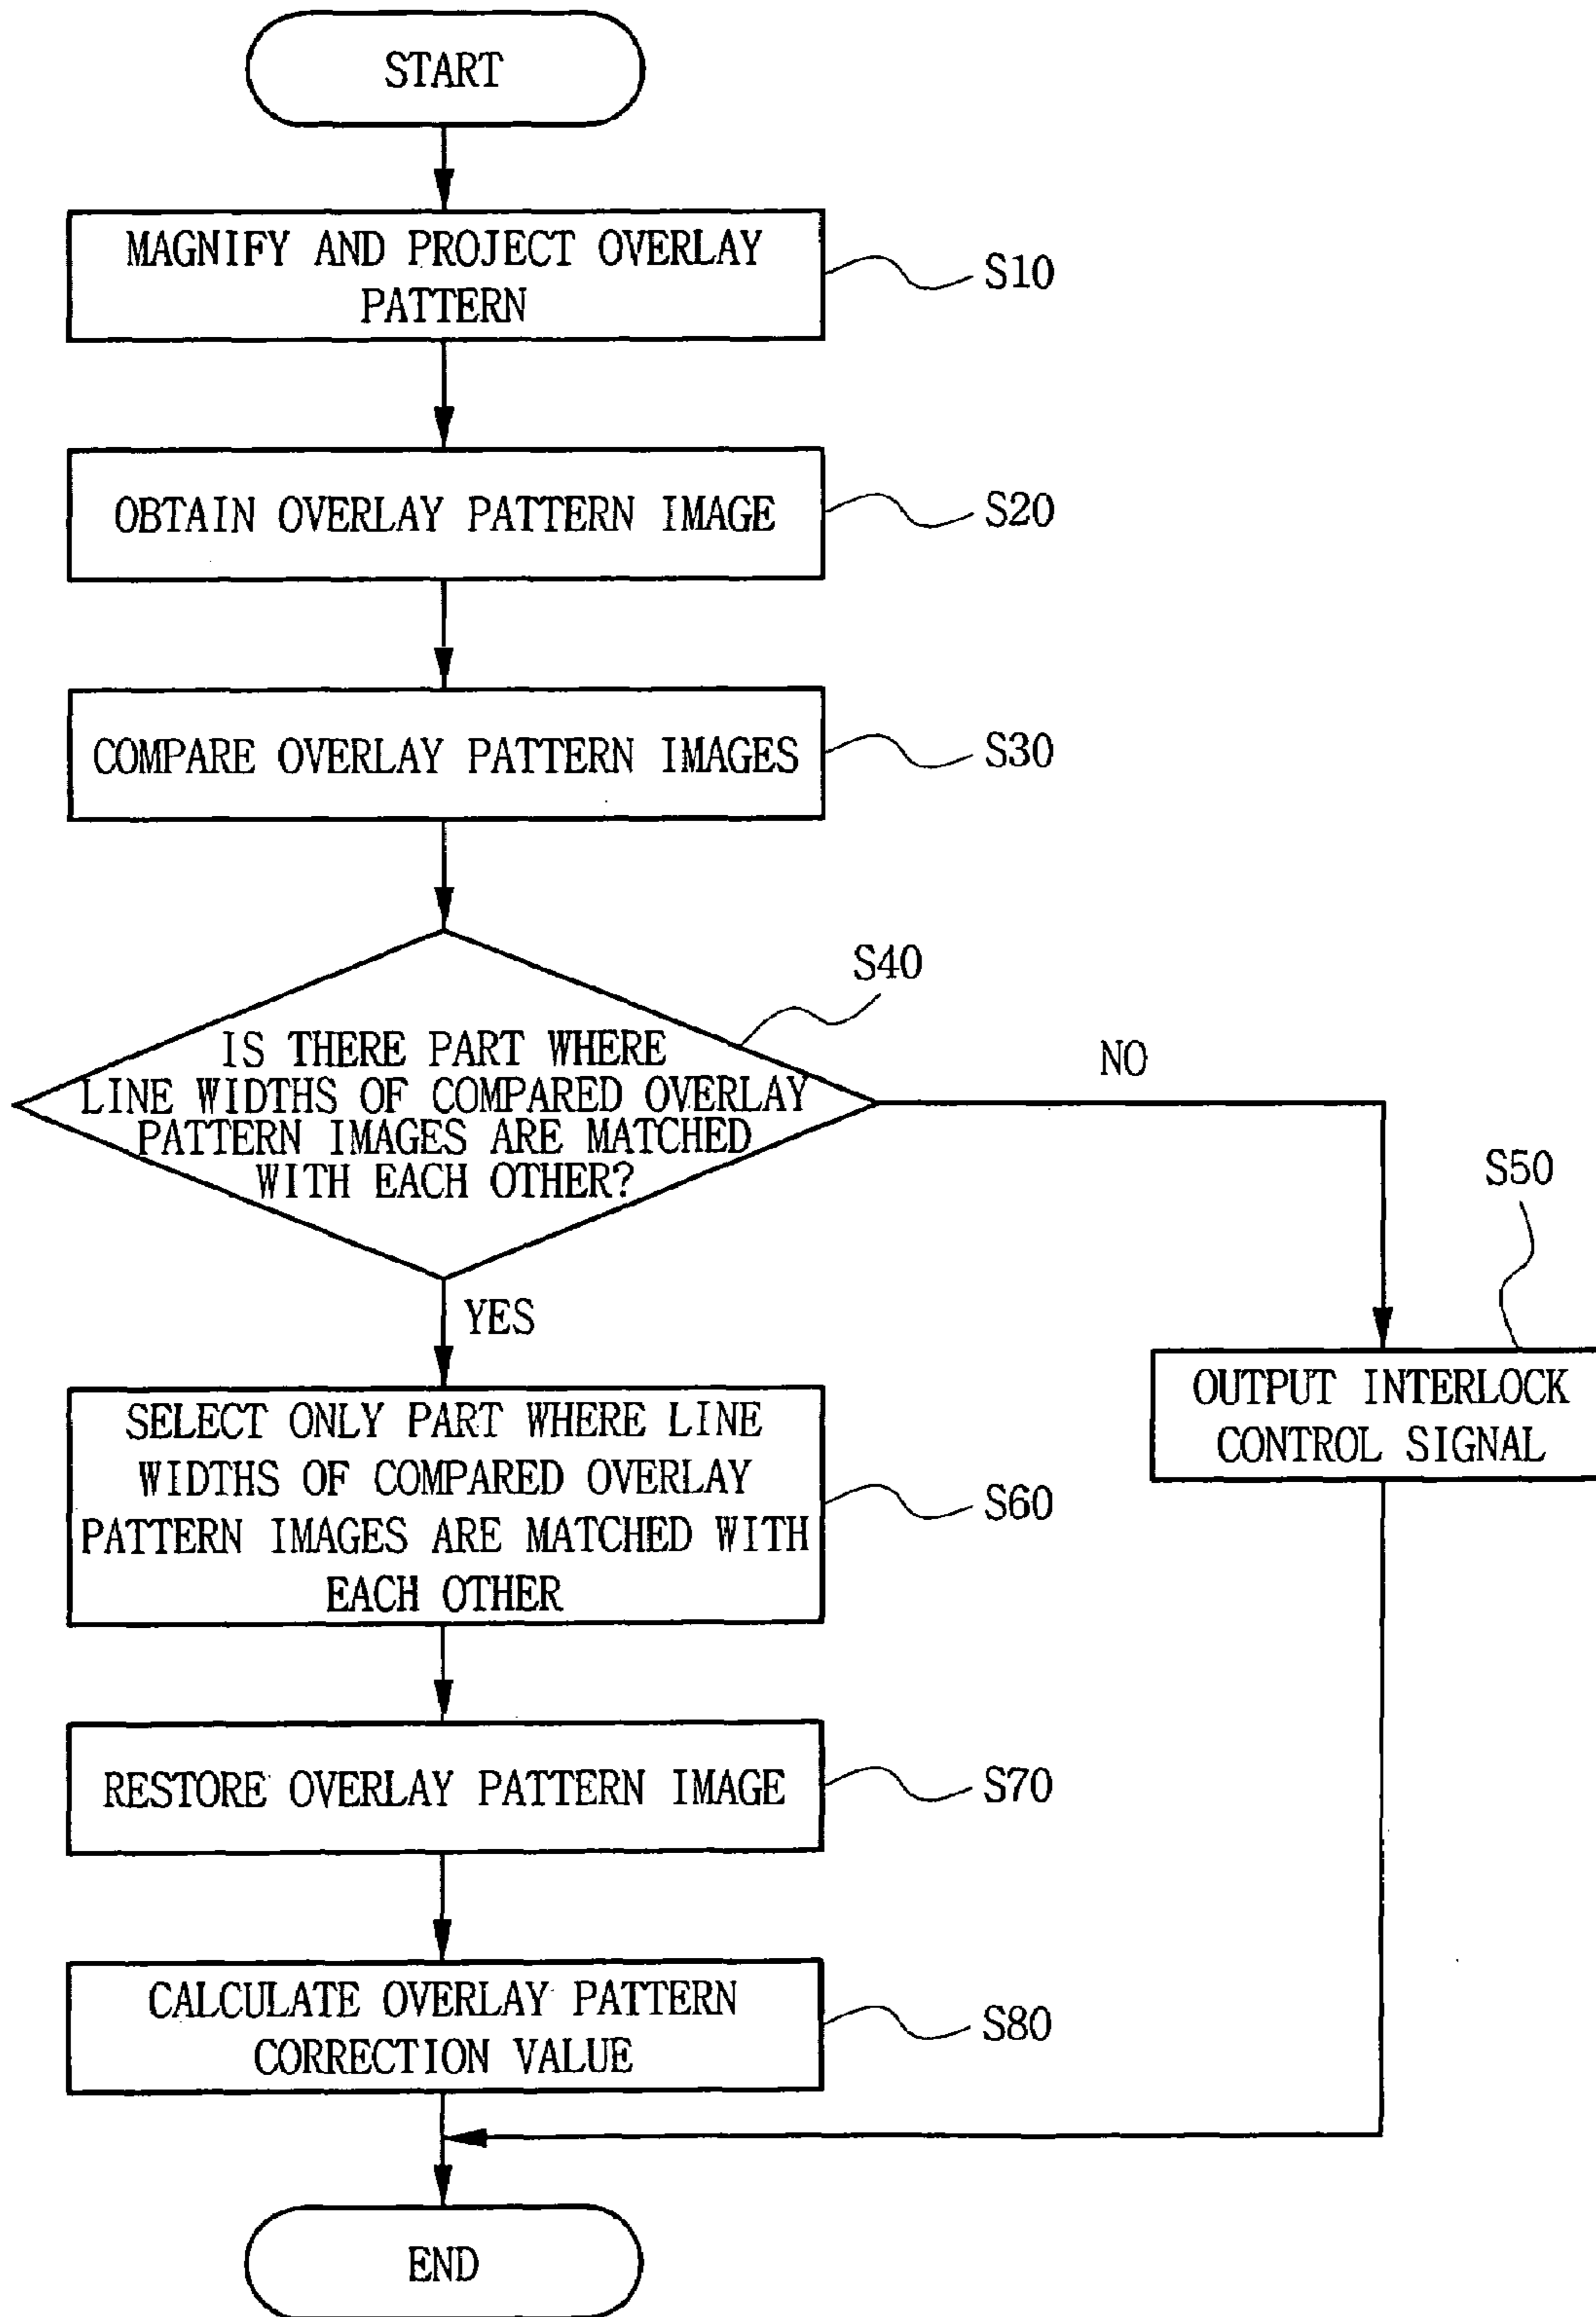 START
MAGNIFY AND PROJECT OVERLAY
PATTERN
S10
OBTAIN OVERLAY PATTERN IMAGE
S20
COMPARE OVERLAY PATTERN IMAGES
S30
S40
IS THERE PART WHERE
LINE WIDTHS OF COMPARED OVERLAY
PATTERN IMAGES ARE MATCHED
WITH EACH OTHER?
NO
S50
OUTPUT INTERLOCK
CONTROL SIGNAL
YES
SELECT ONLY PART WHERE LINE
WIDTHS OF COMPARED OVERLAY
PATTERN IMAGES ARE MATCHED WITH
EACH OTHER
S60
RESTORE OVERLAY PATTERN IMAGE
S70
CALCULATE OVERLAY PATTERN
CORRECTION VALUE
S80
END